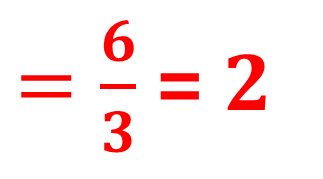 = 6/3 = 2